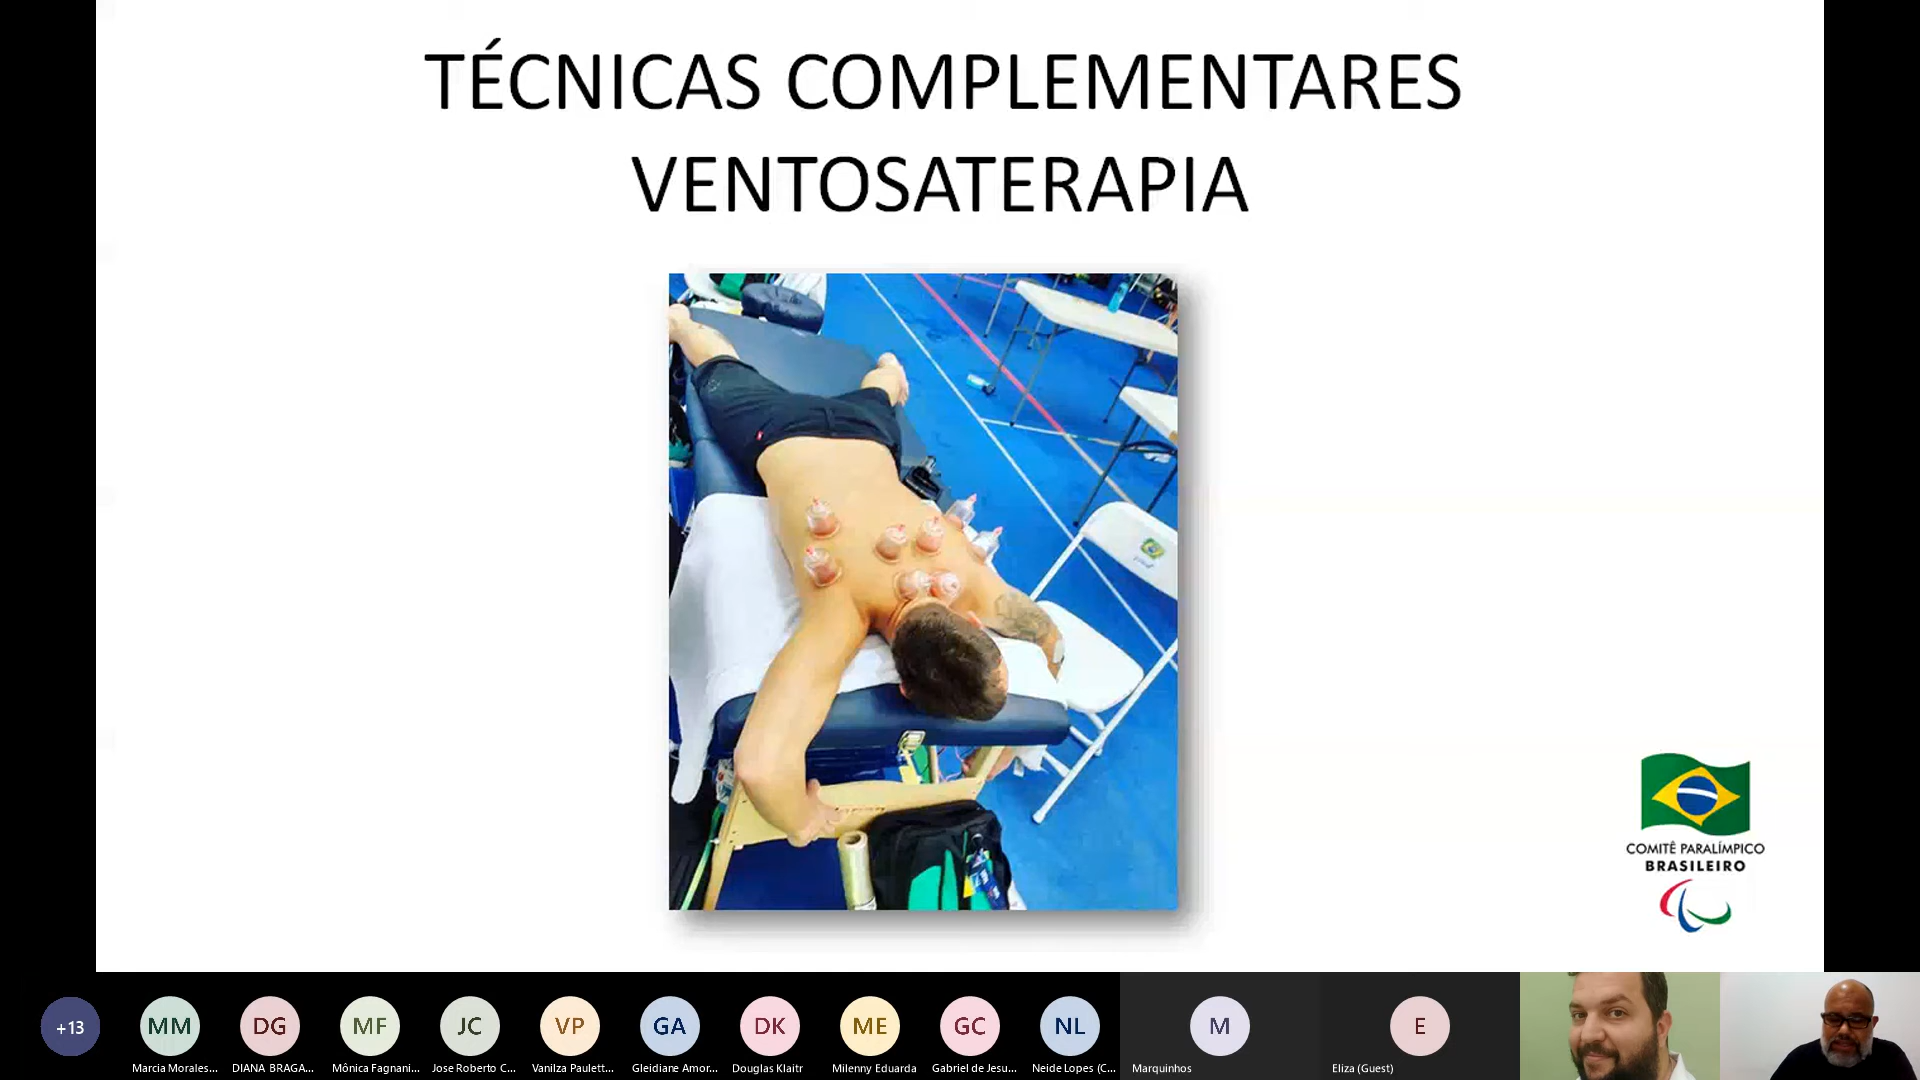 TÉCNICAS COMPLEMENTARES
VENTOSATERAPIA
COMITÊ PARALÍMPICO
BRASILEIRO
+13
MM
DG
MF
JC
VP
GA
DK
ME
GC
NL
M
E
Marcia Morales...
DIANA BRAGA...
Mônica Fagnani...
Jose Roberto C...
Vanilza Paulett...
Gleidiane Amor...
Douglas Klaitr
Milenny Eduarda
Gabriel de Jesu...
Neide Lopes (C...
Marquinhos
Eliza (Guest)